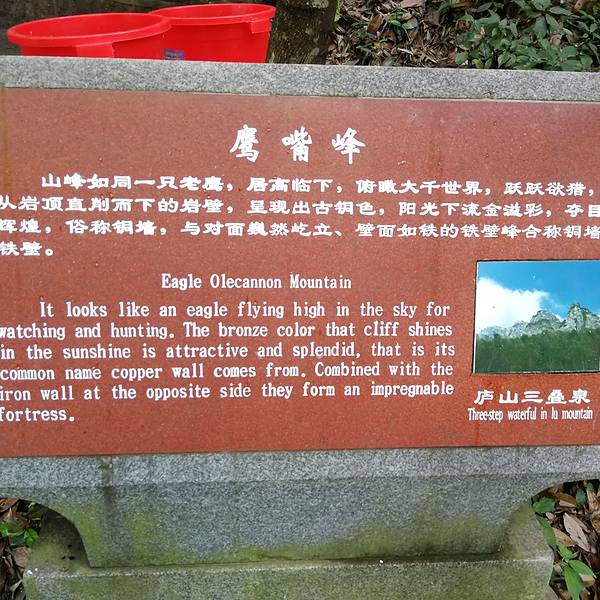 鹰嘴峰
山峰如同一只老鹰，居高临下，俯瞰大千世界，跃跃欲猎，
从岩顶直削而下的岩壁，呈现出古铜色，阳光下流金溢彩，夺目
辉煌，俗称铜墙，与对面巍然屹立、壁面如铁的铁壁峰合称铜墙
铁壁。
Eagle Olecannon Mountain
It looks like an eagle flying high in the sky for
watching and hunting. The bronze color that cliff shines
in the sunshine is attractive and splendid, that is its
common name copper wall comes from. Combined with the
iron wall at the opposite side they form an impregnable
fortress.
庐山三叠泉
Three-step waterful in lu mountain